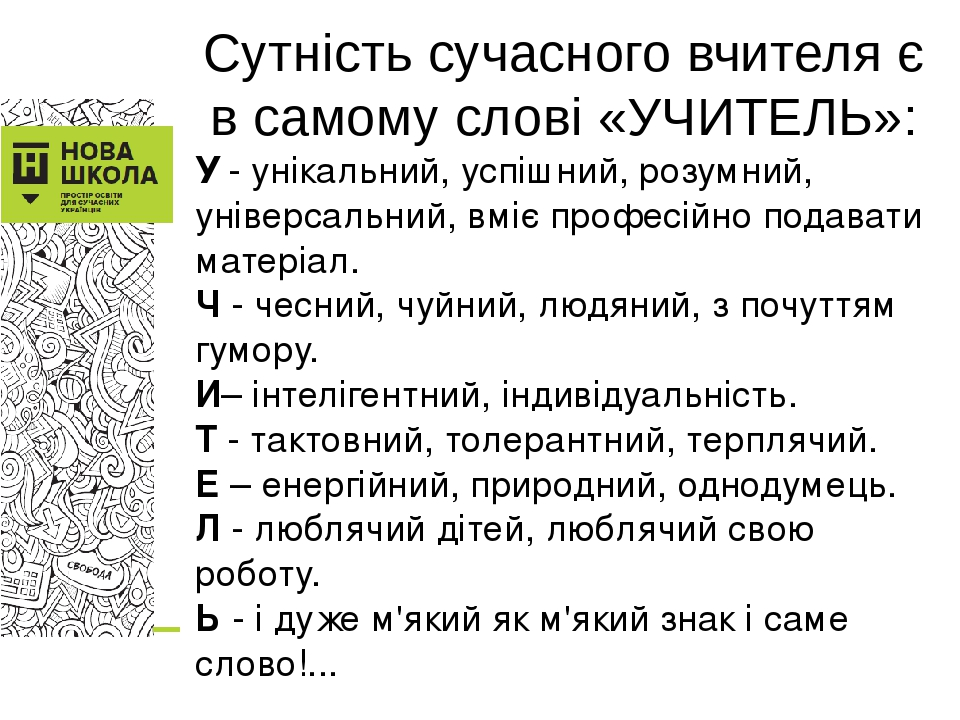 Сутність сучасного вчителя є
в самому слові «УЧИТЕЛЬ»:
НОВА
ШКОЛА
ПРОСТІР ОСВІТИ
ДЛЯ СУЧАСНИХ
УКРАЇНЦІВ
У - унікальний, успішний, розумний,
універсальний, вміє професійно подавати
матеріал.
Ч - чесний, чуйний, людяний, з почуттям
гумору.
И– інтелігентний, індивідуальність.
Т - тактовний, толерантний, терплячий.
Е – енергійний, природний, однодумець.
Л - люблячий дітей, люблячий свою
роботу.
Ь - і дуже м'який як м'який знак і саме
слово!...
СВОБОДА